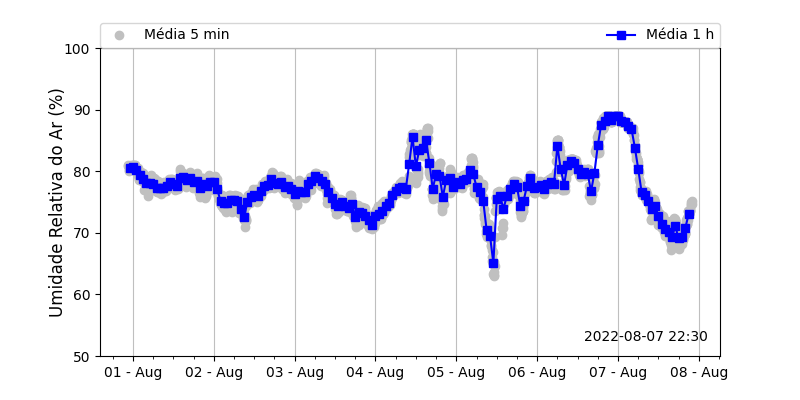 Média 5 min
Média 1 h
Umidade Relativa do Ar (%)
100
90
80
70
60
50
2022-08-07 22:30
01 - Aug
02 - Aug
03 - Aug
04 - Aug
05 - Aug
06 - Aug
07 - Aug
08 - Aug